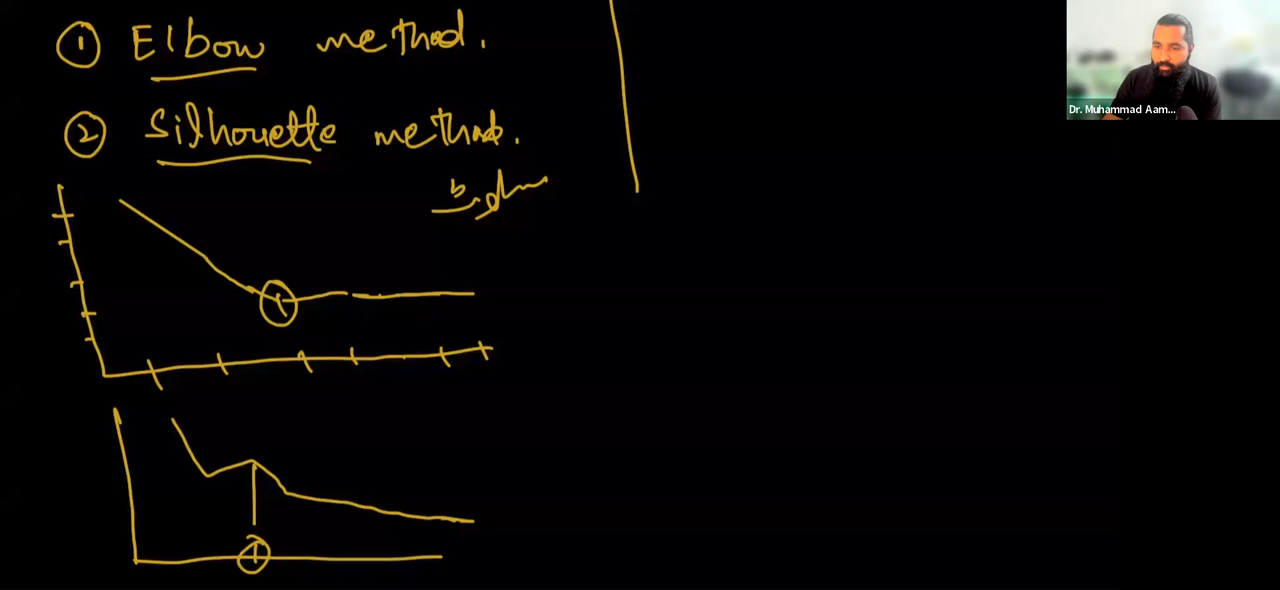 ① Elbow method.
② Silhouette method.
Dr. Muhammad Aam...